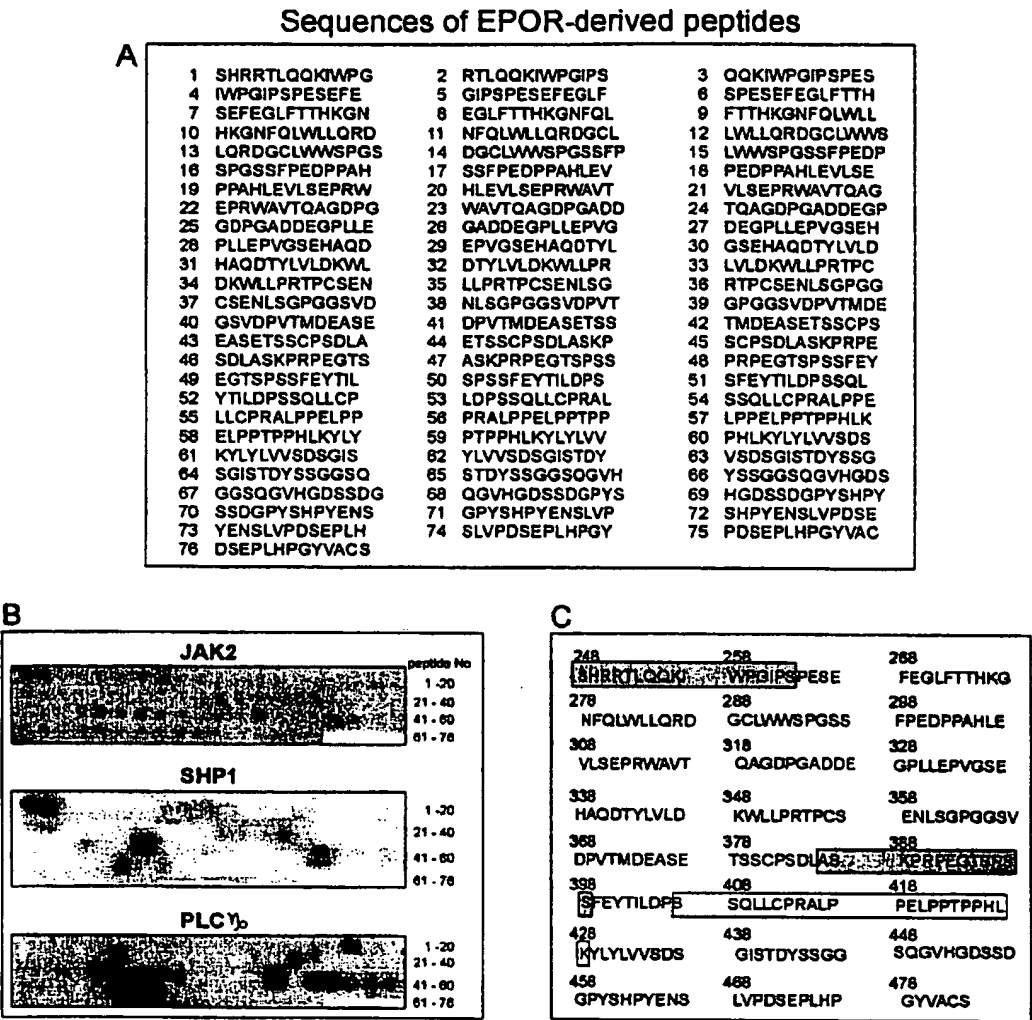 Sequences of EPOR-derived peptides
A
1 SHRRTLQQKIWPG 2 RTLQQKIWPGIPS 3 QQKIWPGIPSPES
4 IWPGIPSPESEFE 5 GIPSPESEFEGLF 6 SPESEFEGLFTTH
7 SEFEGLFTTHKGN 8 EGLFTTHKGNFQL 9 FTTHKGNFQLWLL
10 HKGNFQLWLLQRD 11 NFQLWLLQRDGCL 12 LWLLQRDGCLWWS
13 LQRDGCLWWSPGS 14 DGCLWWSPGSSFP 15 LWWSPGSSFPEDP
16 SPGSSFPEDPPAH 17 SSFPEDPPAHLEV 18 PEDPPAHLEVLSE
19 PPAHLEVLSEPRW 20 HLEVLSEPRWAVT 21 VLSEPRWAVTQAG
22 EPRWAVTQAGDPG 23 WAVTQAGDPGADD 24 TQAGDPGADDEGP
25 GDPGADDEGPLLE 26 GADDEGPLLEPVG 27 DEGPLLEPVGSEH
28 PLLEPVGSEHAQD 29 EPVGSEHAQDTYL 30 GSEHAQDTYLVLD
31 HAQDTYLVLDKWL 32 DTYLVLDKWLLPR 33 LVLDKWLLPRTPC
34 DKWLLPRTPCSEN 35 LLPRTPCSENLSG 36 RTPCSENLSGPGG
37 CSENLSGPGGSVD 38 NLSGPGGSVDPVT 39 GPGGSVDPVTMDE
40 GSVDPVTMDEASE 41 DPVTMDEASETSS 42 TMDEASETSSCPS
43 EASETSSCPSDLA 44 ETSSCPSDLASKP 45 SCPSDLASKPRPE
46 SDLASKPRPEGTS 47 ASKPRPEGTSPSS 48 PRPEGTSPSSFEY
49 EGTSPSSFEYTIL 50 SPSSFEYTILDPS 51 SFEYTILDPSSQL
52 YTILDPSSQLLCP 53 LDPSSQLLCPRAL 54 SSQLLCPRALPPE
55 LLCPRALPPELPP 56 PRALPPELPPTPP 57 LPPELPPTPPHLK
58 ELPPTPPHLKYLY 59 PTPPHLKYLYLVV 60 PHLKYLYLVVSDS
61 KYLYLVVSDSGIS 62 YLVVSDSGISTDY 63 VSDSGISTDYSSG
64 SGISTDYSSGGSQ 65 STDYSSGGSQGVH 66 YSSGGSQGVHGDS
67 GGSQGVHGDSSDG 68 QGVHGDSSDGPYS 69 HGDSSDGPYSHPY
70 SSDGPYSHPYENS 71 GPYSHPYENSLVP 72 SHPYENSLVPDSE
73 YENSLVPDSEPLH 74 SLVPDSEPLHPGY 75 PDSEPLHPGYVAC
76 DSEPLHPGYVACS
B
JAK2
peptide No
1-20
21-40
41-60
61-76
SHP1
1-20
21-40
41-60
61-76
PLCγ
1-20
21-40
41-60
61-76
C
248 258 268
SHRRTLQQKI WPGIPSPESE FEGLFTTHKG
278 288 298
NFQLWLLQRD GCLWWSPGSS FPEDPPAHLE
308 318 328
VLSEPRWAVT QAGDPGADDE GPLLEPVGSE
338 348 358
HAQDTYLVLD KWLLPRTPCS ENLSGPGGSV
368 378 388
DPVTMDEASE TSSCPSDLAS KPRPEGTSPS
398 408 418
SFEYTILDPS SQLLCPRALP PELPPTPPHL
428 438 448
KYLYLVVSDS GISTDYSSGG SQGVHGDSSD
458 468 478
GPYSHPYENS LVPDSEPLHP GYVACS